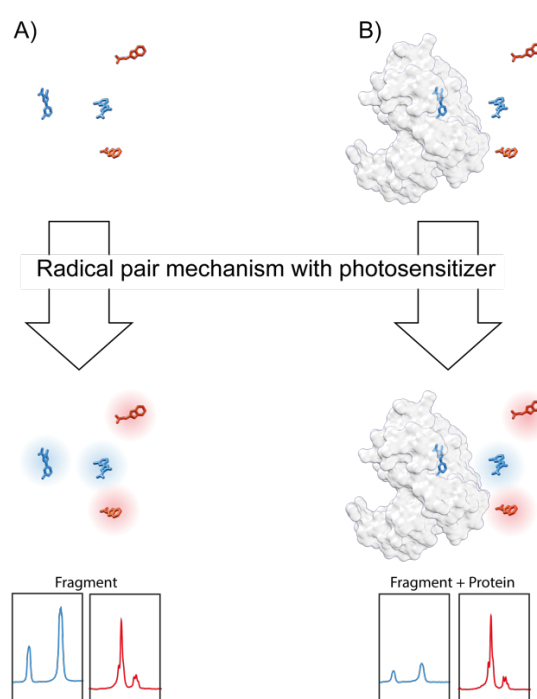 A)
B)
Radical pair mechanism with photosensitizer
Fragment
Fragment + Protein